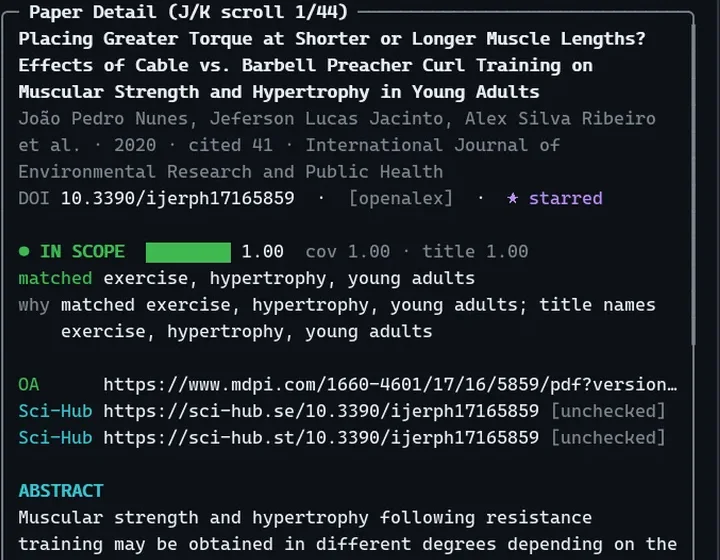 Paper Detail (J/K scroll 1/44)
Placing Greater Torque at Shorter or Longer Muscle Lengths?
Effects of Cable vs. Barbell Preacher Curl Training on
Muscular Strength and Hypertrophy in Young Adults
João Pedro Nunes, Jeferson Lucas Jacinto, Alex Silva Ribeiro
et al. · 2020 · cited 41 · International Journal of
Environmental Research and Public Health
DOI 10.3390/ijerph17165859 · [openalex] · ★ starred
● IN SCOPE 1.00 cov 1.00 · title 1.00
matched exercise, hypertrophy, young adults
why matched exercise, hypertrophy, young adults; title names
exercise, hypertrophy, young adults
OA https://www.mdpi.com/1660-4601/17/16/5859/pdf?version…
Sci-Hub https://sci-hub.se/10.3390/ijerph17165859 [unchecked]
Sci-Hub https://sci-hub.st/10.3390/ijerph17165859 [unchecked]
ABSTRACT
Muscular strength and hypertrophy following resistance
training may be obtained in different degrees depending on the